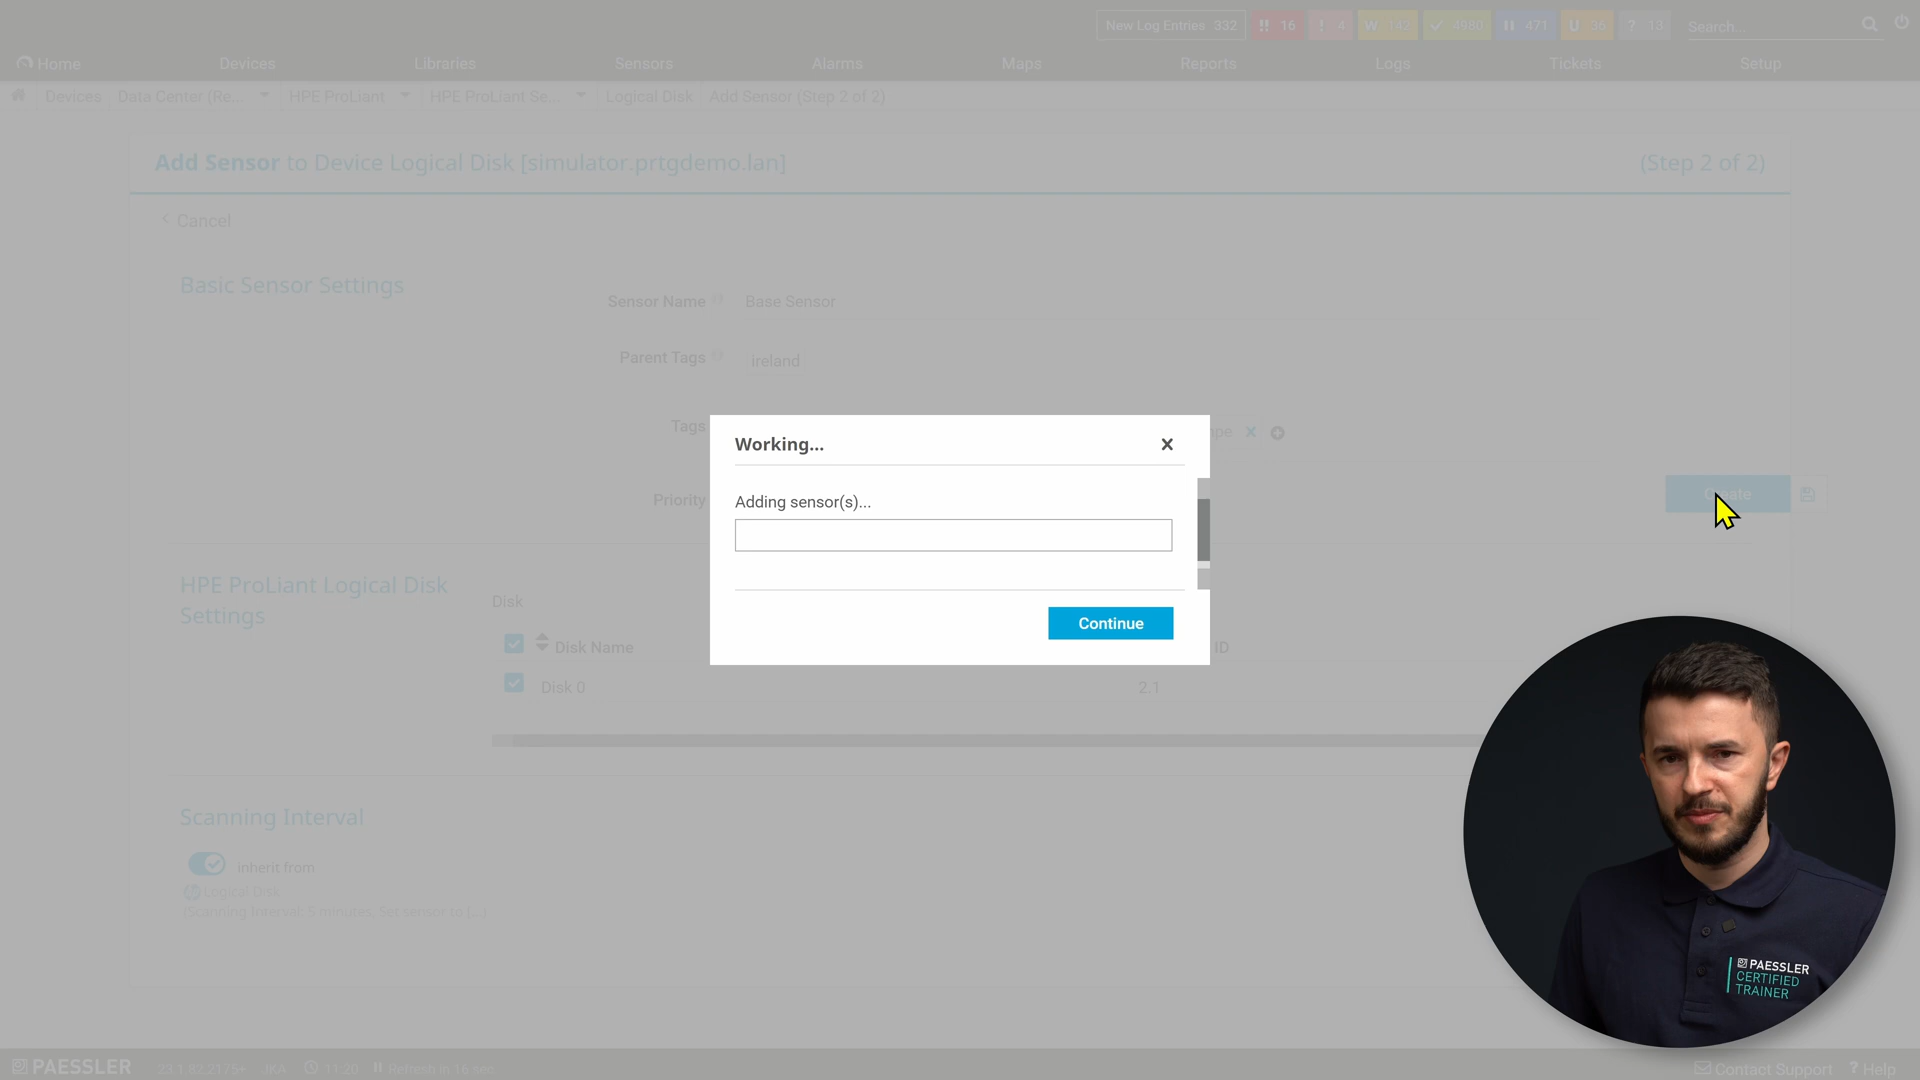 New Log Entries 332 !! 16 ! 4 W 142 4980 471 U 36 ? 13 Search...
Home Devices Libraries Sensors Alarms Maps Reports Logs Tickets Setup
Devices Data Center (Re... HPE ProLiant HPE ProLiant Se... Logical Disk Add Sensor (Step 2 of 2)
Add Sensor to Device Logical Disk [simulator.prtgdemo.lan] (Step 2 of 2)
< Cancel
Basic Sensor Settings
Sensor Name Base Sensor
Parent Tags ireland
Tags
Priority
Working...
Adding sensor(s)...
Continue
HPE ProLiant Logical Disk
Settings
Disk
Disk Name ID
Disk 0 2.1
Scanning Interval
inherit from
Logical Disk
(Scanning Interval: 5 minutes, Set sensor to [...])
PAESSLER
CERTIFIED
TRAINER
PAESSLER 23.1.82.2175+ JKA 11:20 Refresh in 16 sec Contact Support ? Help